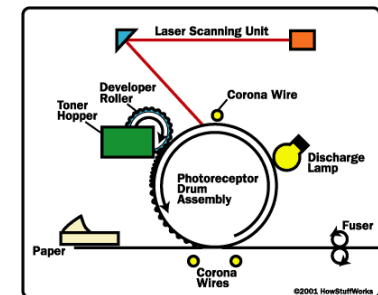 Laser Scanning Unit
Developer
Roller
Toner
Hopper
Corona Wire
Discharge
Lamp
Photoreceptor
Drum
Assembly
Fuser
Paper
Corona
Wires
©2001 HowStuffWorks